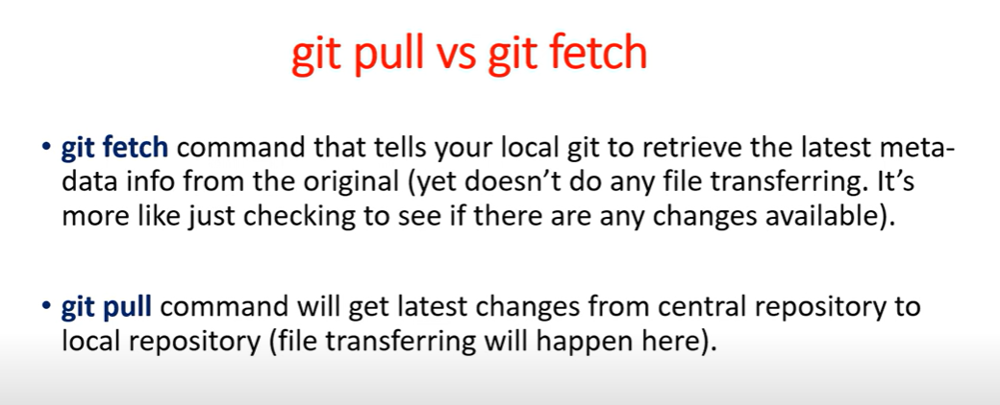 git pull vs git fetch
• git fetch command that tells your local git to retrieve the latest meta-
data info from the original (yet doesn’t do any file transferring. It’s
more like just checking to see if there are any changes available).
• git pull command will get latest changes from central repository to
local repository (file transferring will happen here).